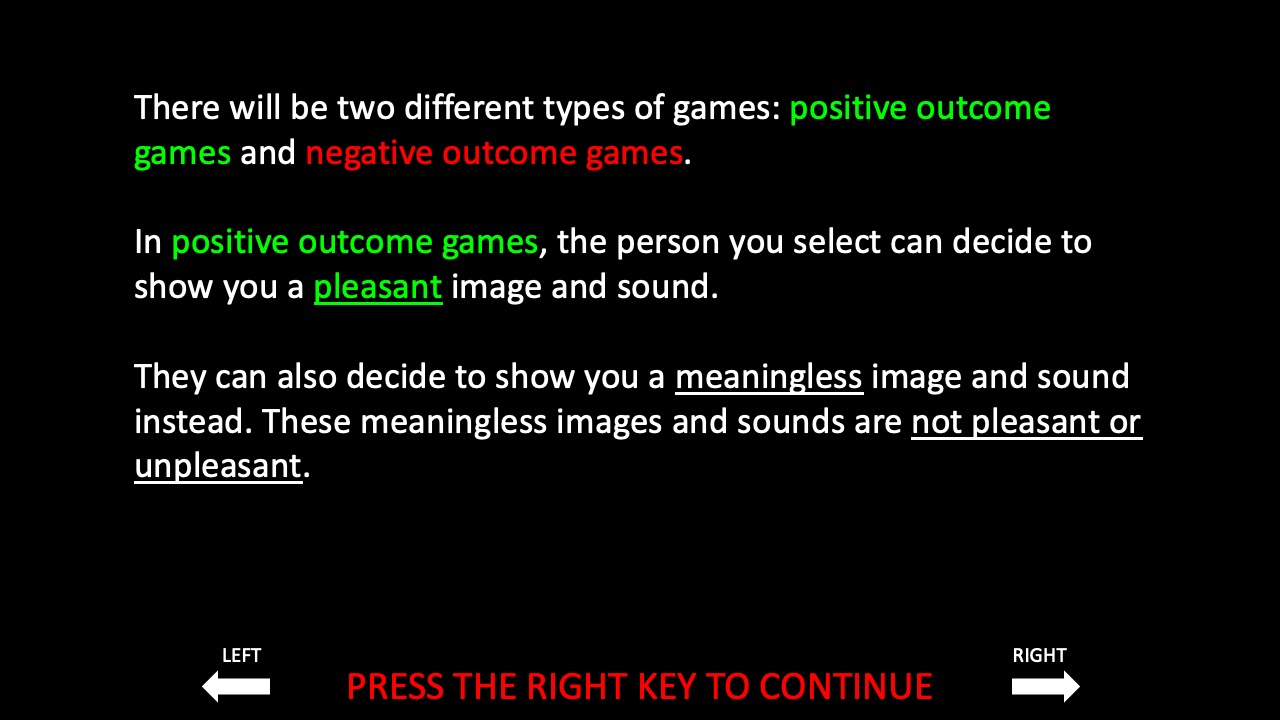 There will be two different types of games: positive outcome
games and negative outcome games.
In positive outcome games, the person you select can decide to
show you a pleasant image and sound.
They can also decide to show you a meaningless image and sound
instead. These meaningless images and sounds are not pleasant or
unpleasant.
LEFT
RIGHT
PRESS THE RIGHT KEY TO CONTINUE